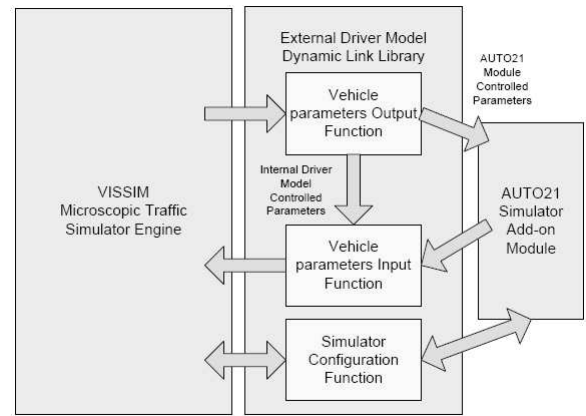 External Driver Model
Dynamic Link Library
AUTO21
Module
Controlled
Parameters
Vehicle
parameters Output
Function
Internal Driver
Model
Controlled
Parameters
VISSIM
Microscopic Traffic
Simulator Engine
AUTO21
Simulator
Add-on
Module
Vehicle
parameters Input
Function
Simulator
Configuration
Function